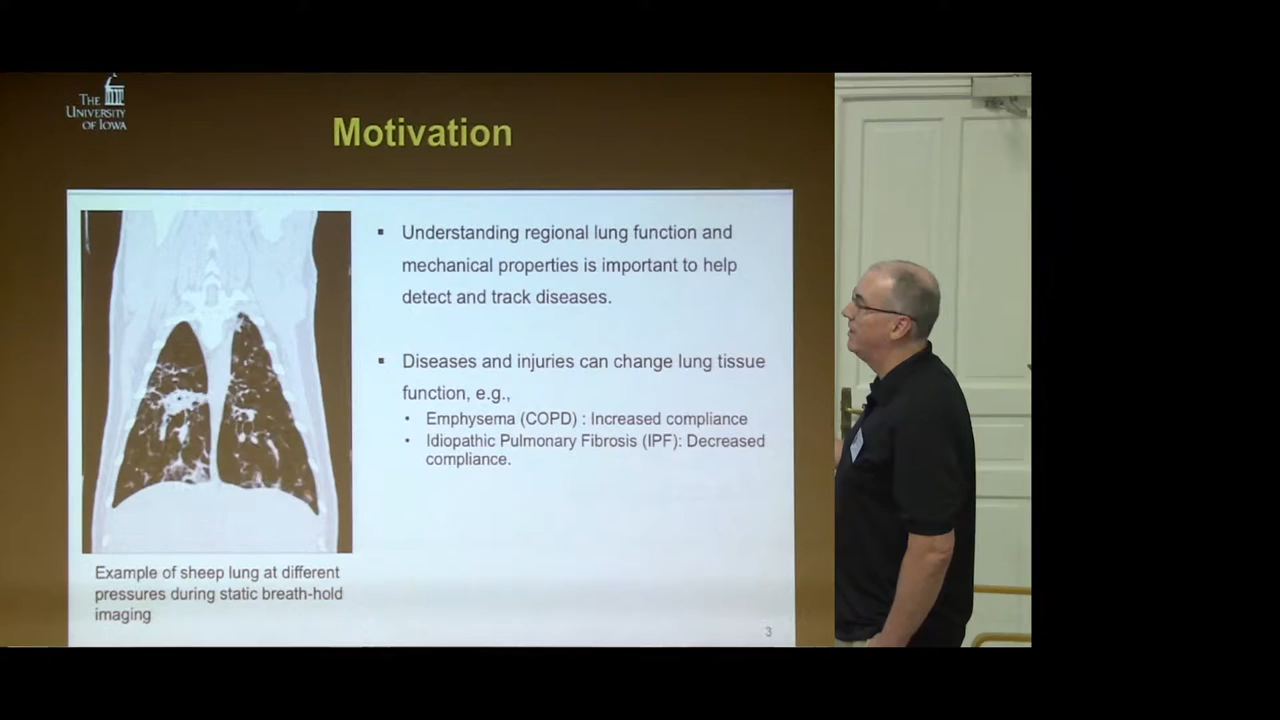 THE
UNIVERSITY
OF IOWA
Motivation
▪ Understanding regional lung function and
mechanical properties is important to help
detect and track diseases.
▪ Diseases and injuries can change lung tissue
function, e.g.,
• Emphysema (COPD) : Increased compliance
• Idiopathic Pulmonary Fibrosis (IPF): Decreased
compliance.
Example of sheep lung at different
pressures during static breath-hold
imaging
3